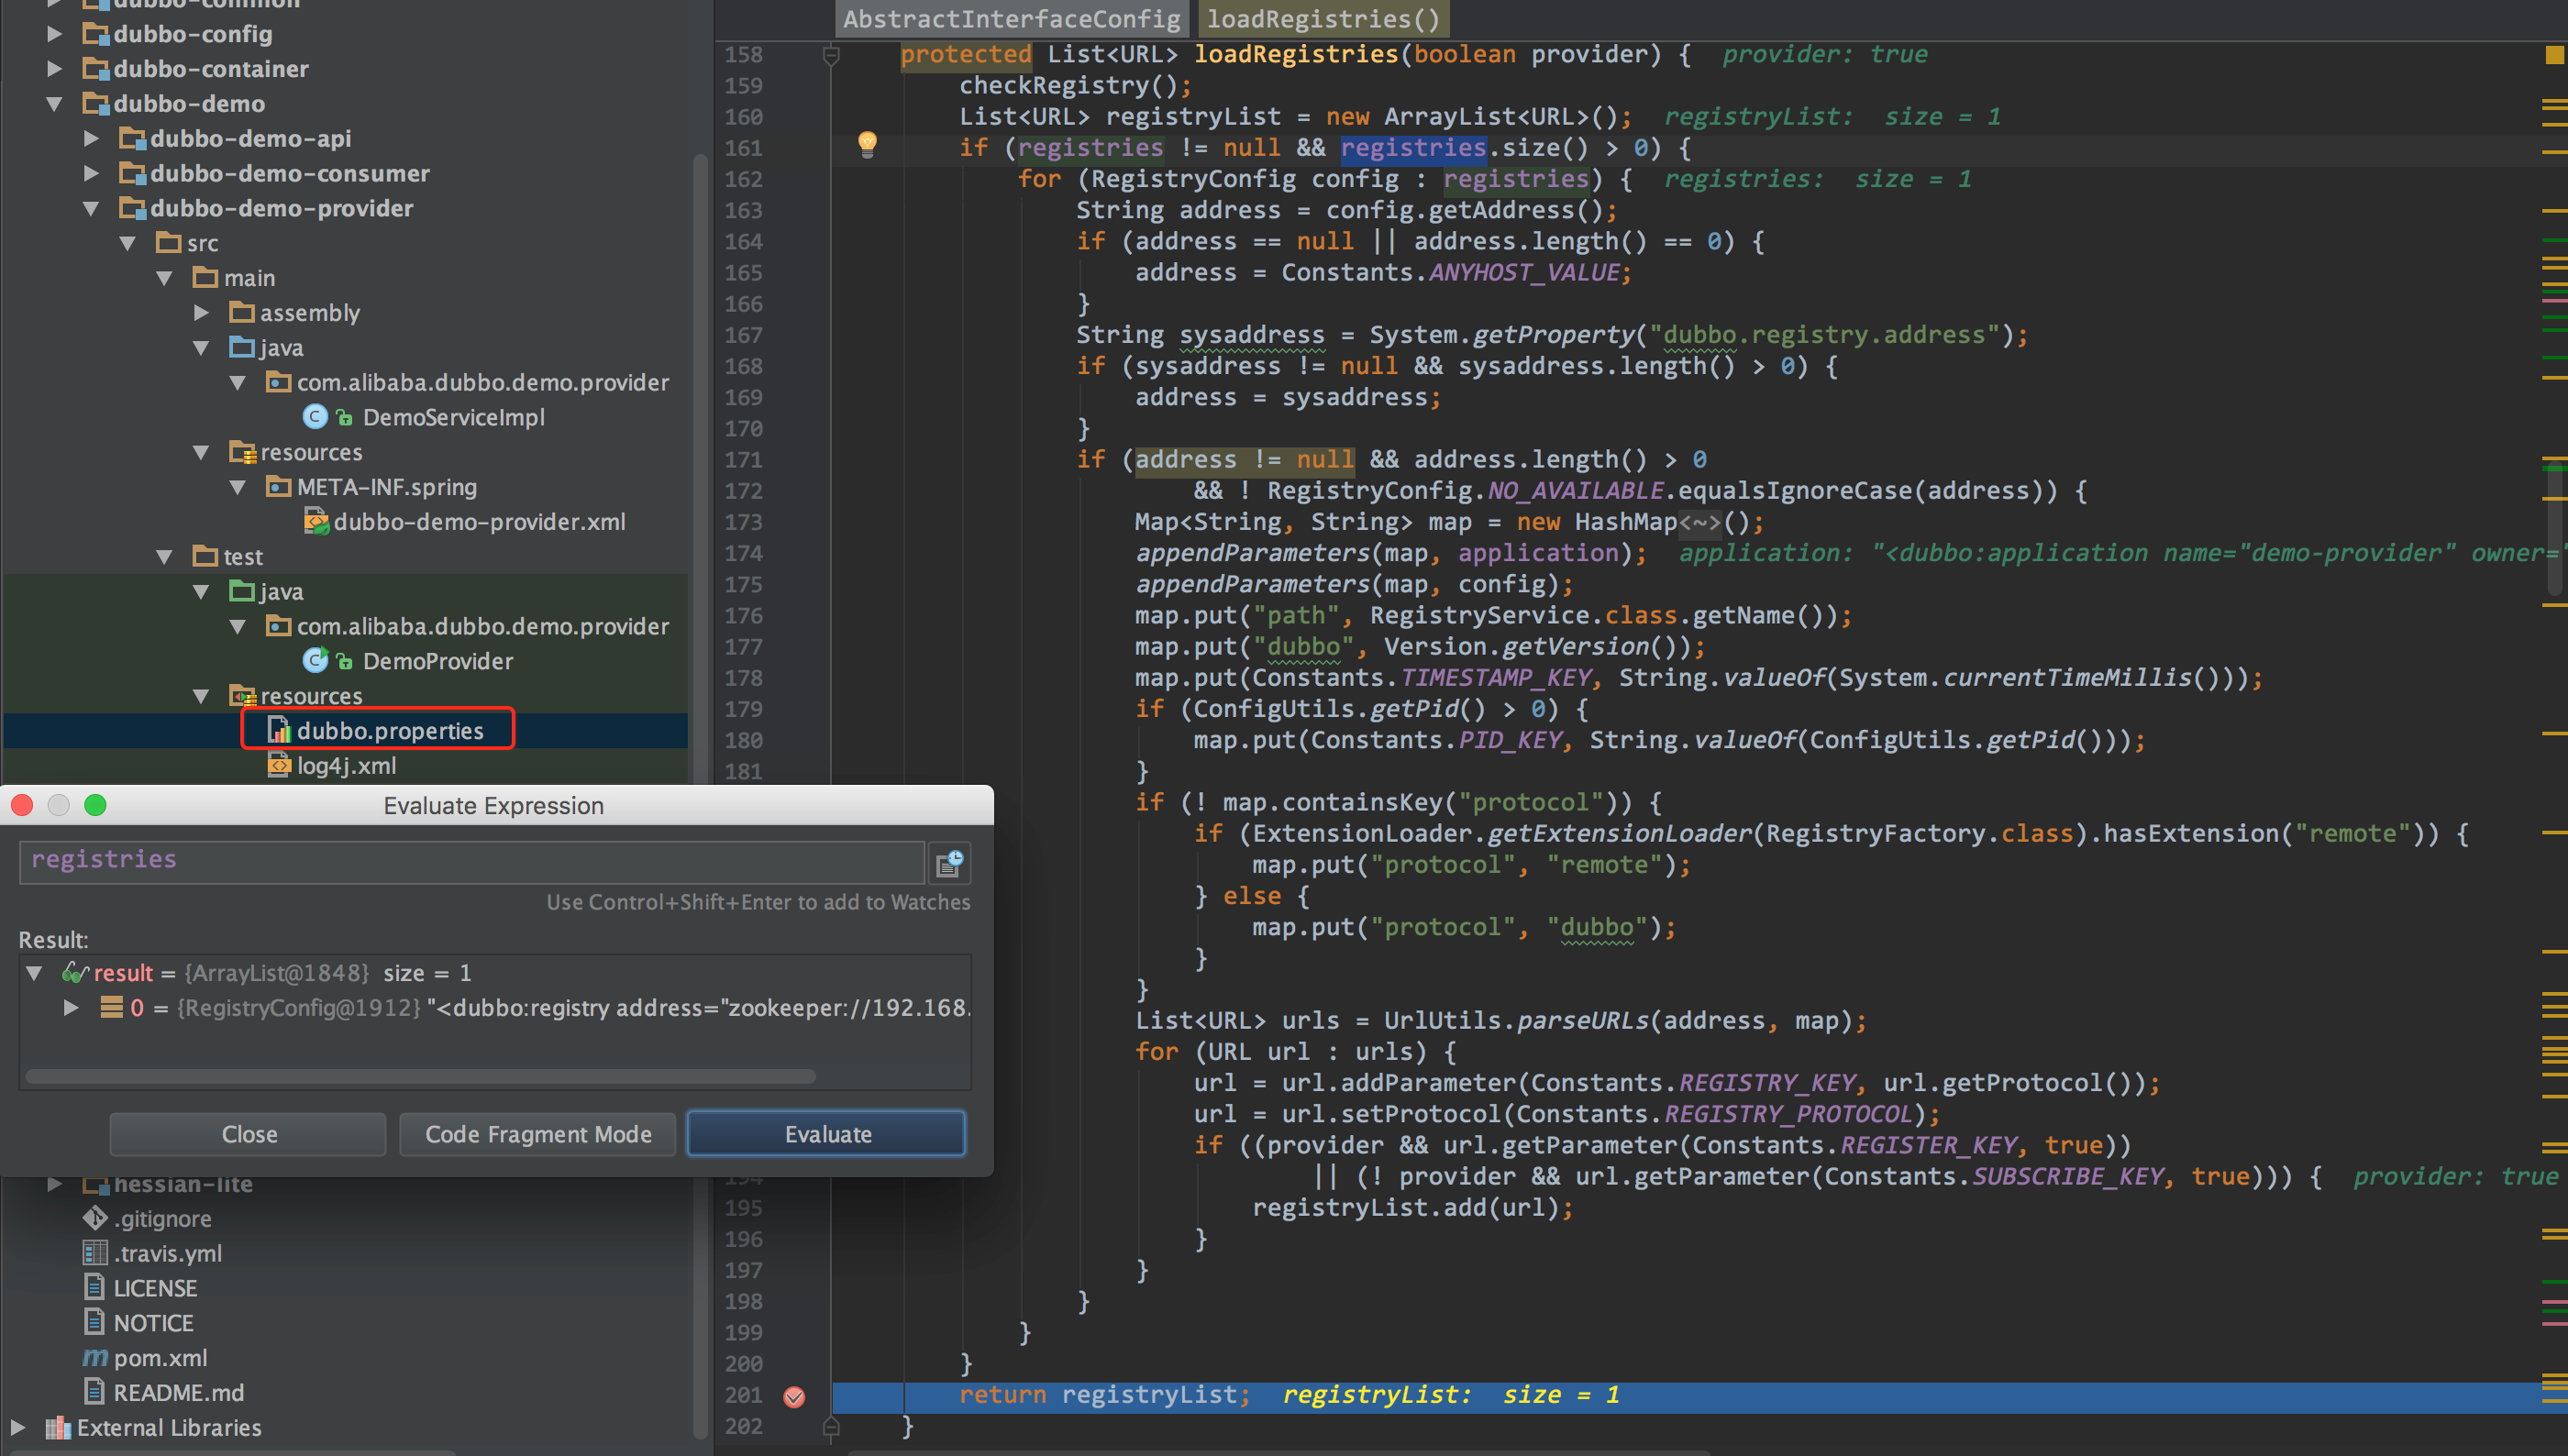 dubbo-common
dubbo-config
dubbo-container
dubbo-demo
dubbo-demo-api
dubbo-demo-consumer
dubbo-demo-provider
src
main
assembly
java
com.alibaba.dubbo.demo.provider
DemoServiceImpl
resources
META-INF.spring
dubbo-demo-provider.xml
test
java
com.alibaba.dubbo.demo.provider
DemoProvider
resources
dubbo.properties
log4j.xml
Evaluate Expression
registries
Use Control+Shift+Enter to add to Watches
Result:
result = {ArrayList@1848} size = 1
0 = {RegistryConfig@1912} "<dubbo:registry address="zookeeper://192.168.
Close Code Fragment Mode Evaluate
hessian-lite
.gitignore
.travis.yml
LICENSE
NOTICE
pom.xml
README.md
External Libraries
AbstractInterfaceConfig loadRegistries()
158 protected List<URL> loadRegistries(boolean provider) { provider: true
159 checkRegistry();
160 List<URL> registryList = new ArrayList<URL>(); registryList: size = 1
161 if (registries != null && registries.size() > 0) {
162 for (RegistryConfig config : registries) { registries: size = 1
163 String address = config.getAddress();
164 if (address == null || address.length() == 0) {
165 address = Constants.ANYHOST_VALUE;
166 }
167 String sysaddress = System.getProperty("dubbo.registry.address");
168 if (sysaddress != null && sysaddress.length() > 0) {
169 address = sysaddress;
170 }
171 if (address != null && address.length() > 0
172 && ! RegistryConfig.NO_AVAILABLE.equalsIgnoreCase(address)) {
173 Map<String, String> map = new HashMap<~>();
174 appendParameters(map, application); application: "<dubbo:application name="demo-provider" owner="
175 appendParameters(map, config);
176 map.put("path", RegistryService.class.getName());
177 map.put("dubbo", Version.getVersion());
178 map.put(Constants.TIMESTAMP_KEY, String.valueOf(System.currentTimeMillis()));
179 if (ConfigUtils.getPid() > 0) {
180 map.put(Constants.PID_KEY, String.valueOf(ConfigUtils.getPid()));
181 }
if (! map.containsKey("protocol")) {
if (ExtensionLoader.getExtensionLoader(RegistryFactory.class).hasExtension("remote")) {
map.put("protocol", "remote");
} else {
map.put("protocol", "dubbo");
}
}
List<URL> urls = UrlUtils.parseURLs(address, map);
for (URL url : urls) {
url = url.addParameter(Constants.REGISTRY_KEY, url.getProtocol());
url = url.setProtocol(Constants.REGISTRY_PROTOCOL);
if ((provider && url.getParameter(Constants.REGISTER_KEY, true))
194 || (! provider && url.getParameter(Constants.SUBSCRIBE_KEY, true))) { provider: true
195 registryList.add(url);
196 }
197 }
198 }
199 }
200 }
201 return registryList; registryList: size = 1
202 }